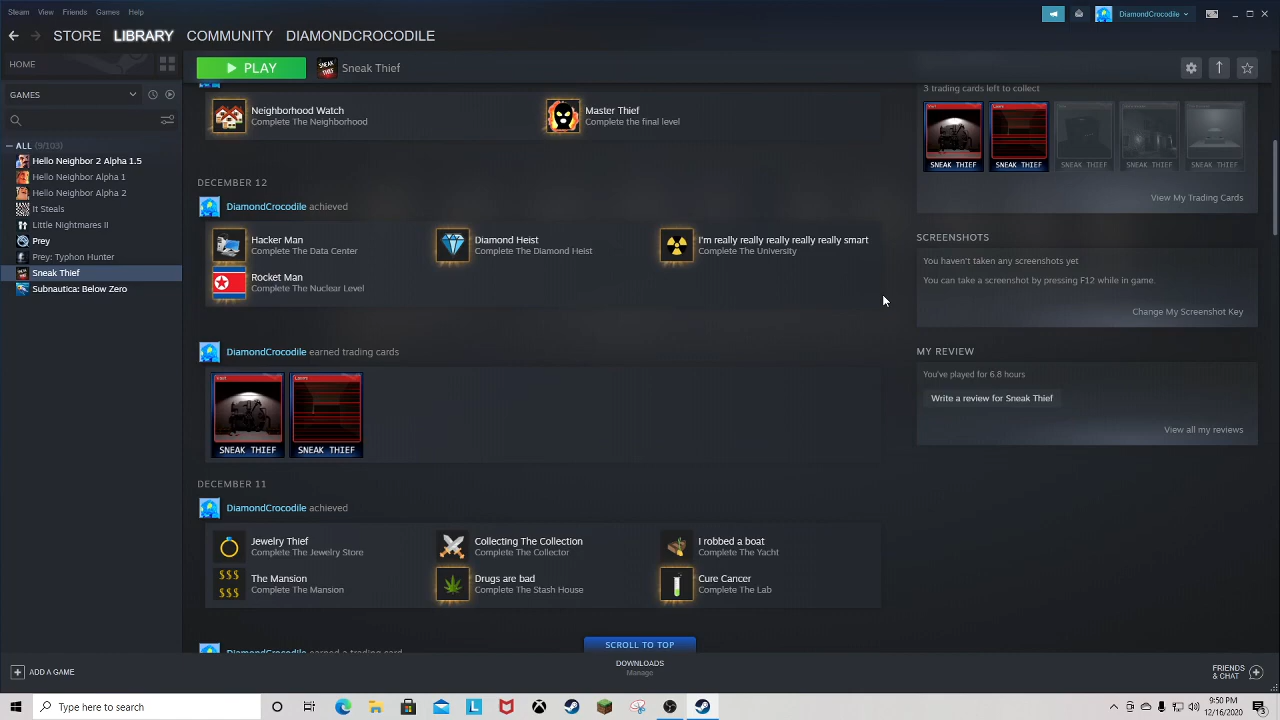 Steam View Friends Games Help
DiamondCrocodile
STORE LIBRARY COMMUNITY DIAMONDCROCODILE
HOME
PLAY
SNEAK THIEF
Sneak Thief
GAMES
ALL (9/103)
Hello Neighbor 2 Alpha 1.5
Hello Neighbor Alpha 1
Hello Neighbor Alpha 2
It Steals
Little Nightmares II
Prey
Prey: Typhon Hunter
Sneak Thief
Subnautica: Below Zero
Neighborhood Watch
Complete The Neighborhood
Master Thief
Complete the final level
DECEMBER 12
DiamondCrocodile achieved
Hacker Man
Complete The Data Center
Diamond Heist
Complete The Diamond Heist
I'm really really really really really smart
Complete The University
Rocket Man
Complete The Nuclear Level
DiamondCrocodile earned trading cards
Lasers
SNEAK THIEF SNEAK THIEF
DECEMBER 11
DiamondCrocodile achieved
Jewelry Thief
Complete The Jewelry Store
Collecting The Collection
Complete The Collector
I robbed a boat
Complete The Yacht
$$$
$$$
The Mansion
Complete The Mansion
Drugs are bad
Complete The Stash House
Cure Cancer
Complete The Lab
DiamondCrocodile earned a trading card
SCROLL TO TOP
3 trading cards left to collect
SNEAK THIEF SNEAK THIEF SNEAK THIEF SNEAK THIEF SNEAK THIEF
View My Trading Cards
SCREENSHOTS
You haven't taken any screenshots yet
You can take a screenshot by pressing F12 while in game.
Change My Screenshot Key
MY REVIEW
You've played for 6.8 hours
Write a review for Sneak Thief
View all my reviews
ADD A GAME
DOWNLOADS
Manage
FRIENDS
& CHAT
Type here to search
5:50 PM
12/16/2020